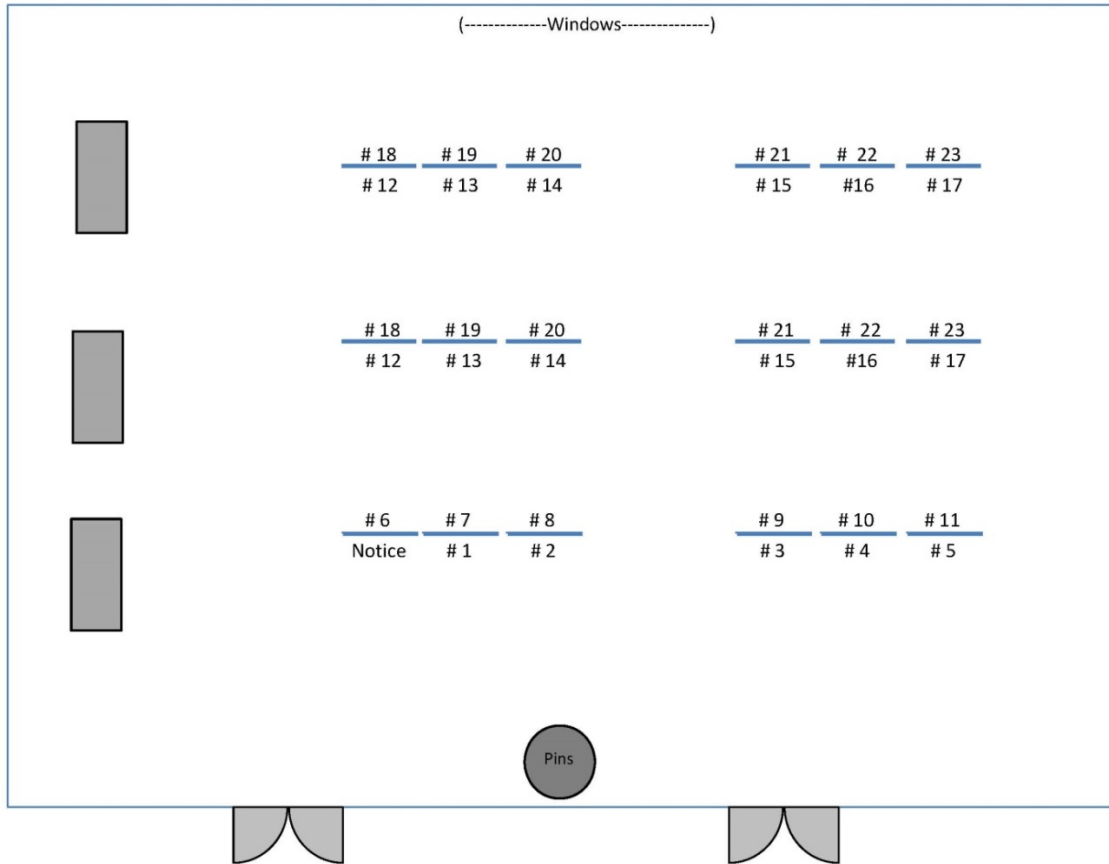 (--------------Windows---------------)
# 18 # 19 # 20 # 21 # 22 # 23
# 12 # 13 # 14 # 15 #16 # 17
# 18 # 19 # 20 # 21 # 22 # 23
# 12 # 13 # 14 # 15 #16 # 17
# 6 # 7 # 8 # 9 # 10 # 11
Notice # 1 # 2 # 3 # 4 # 5
Pins